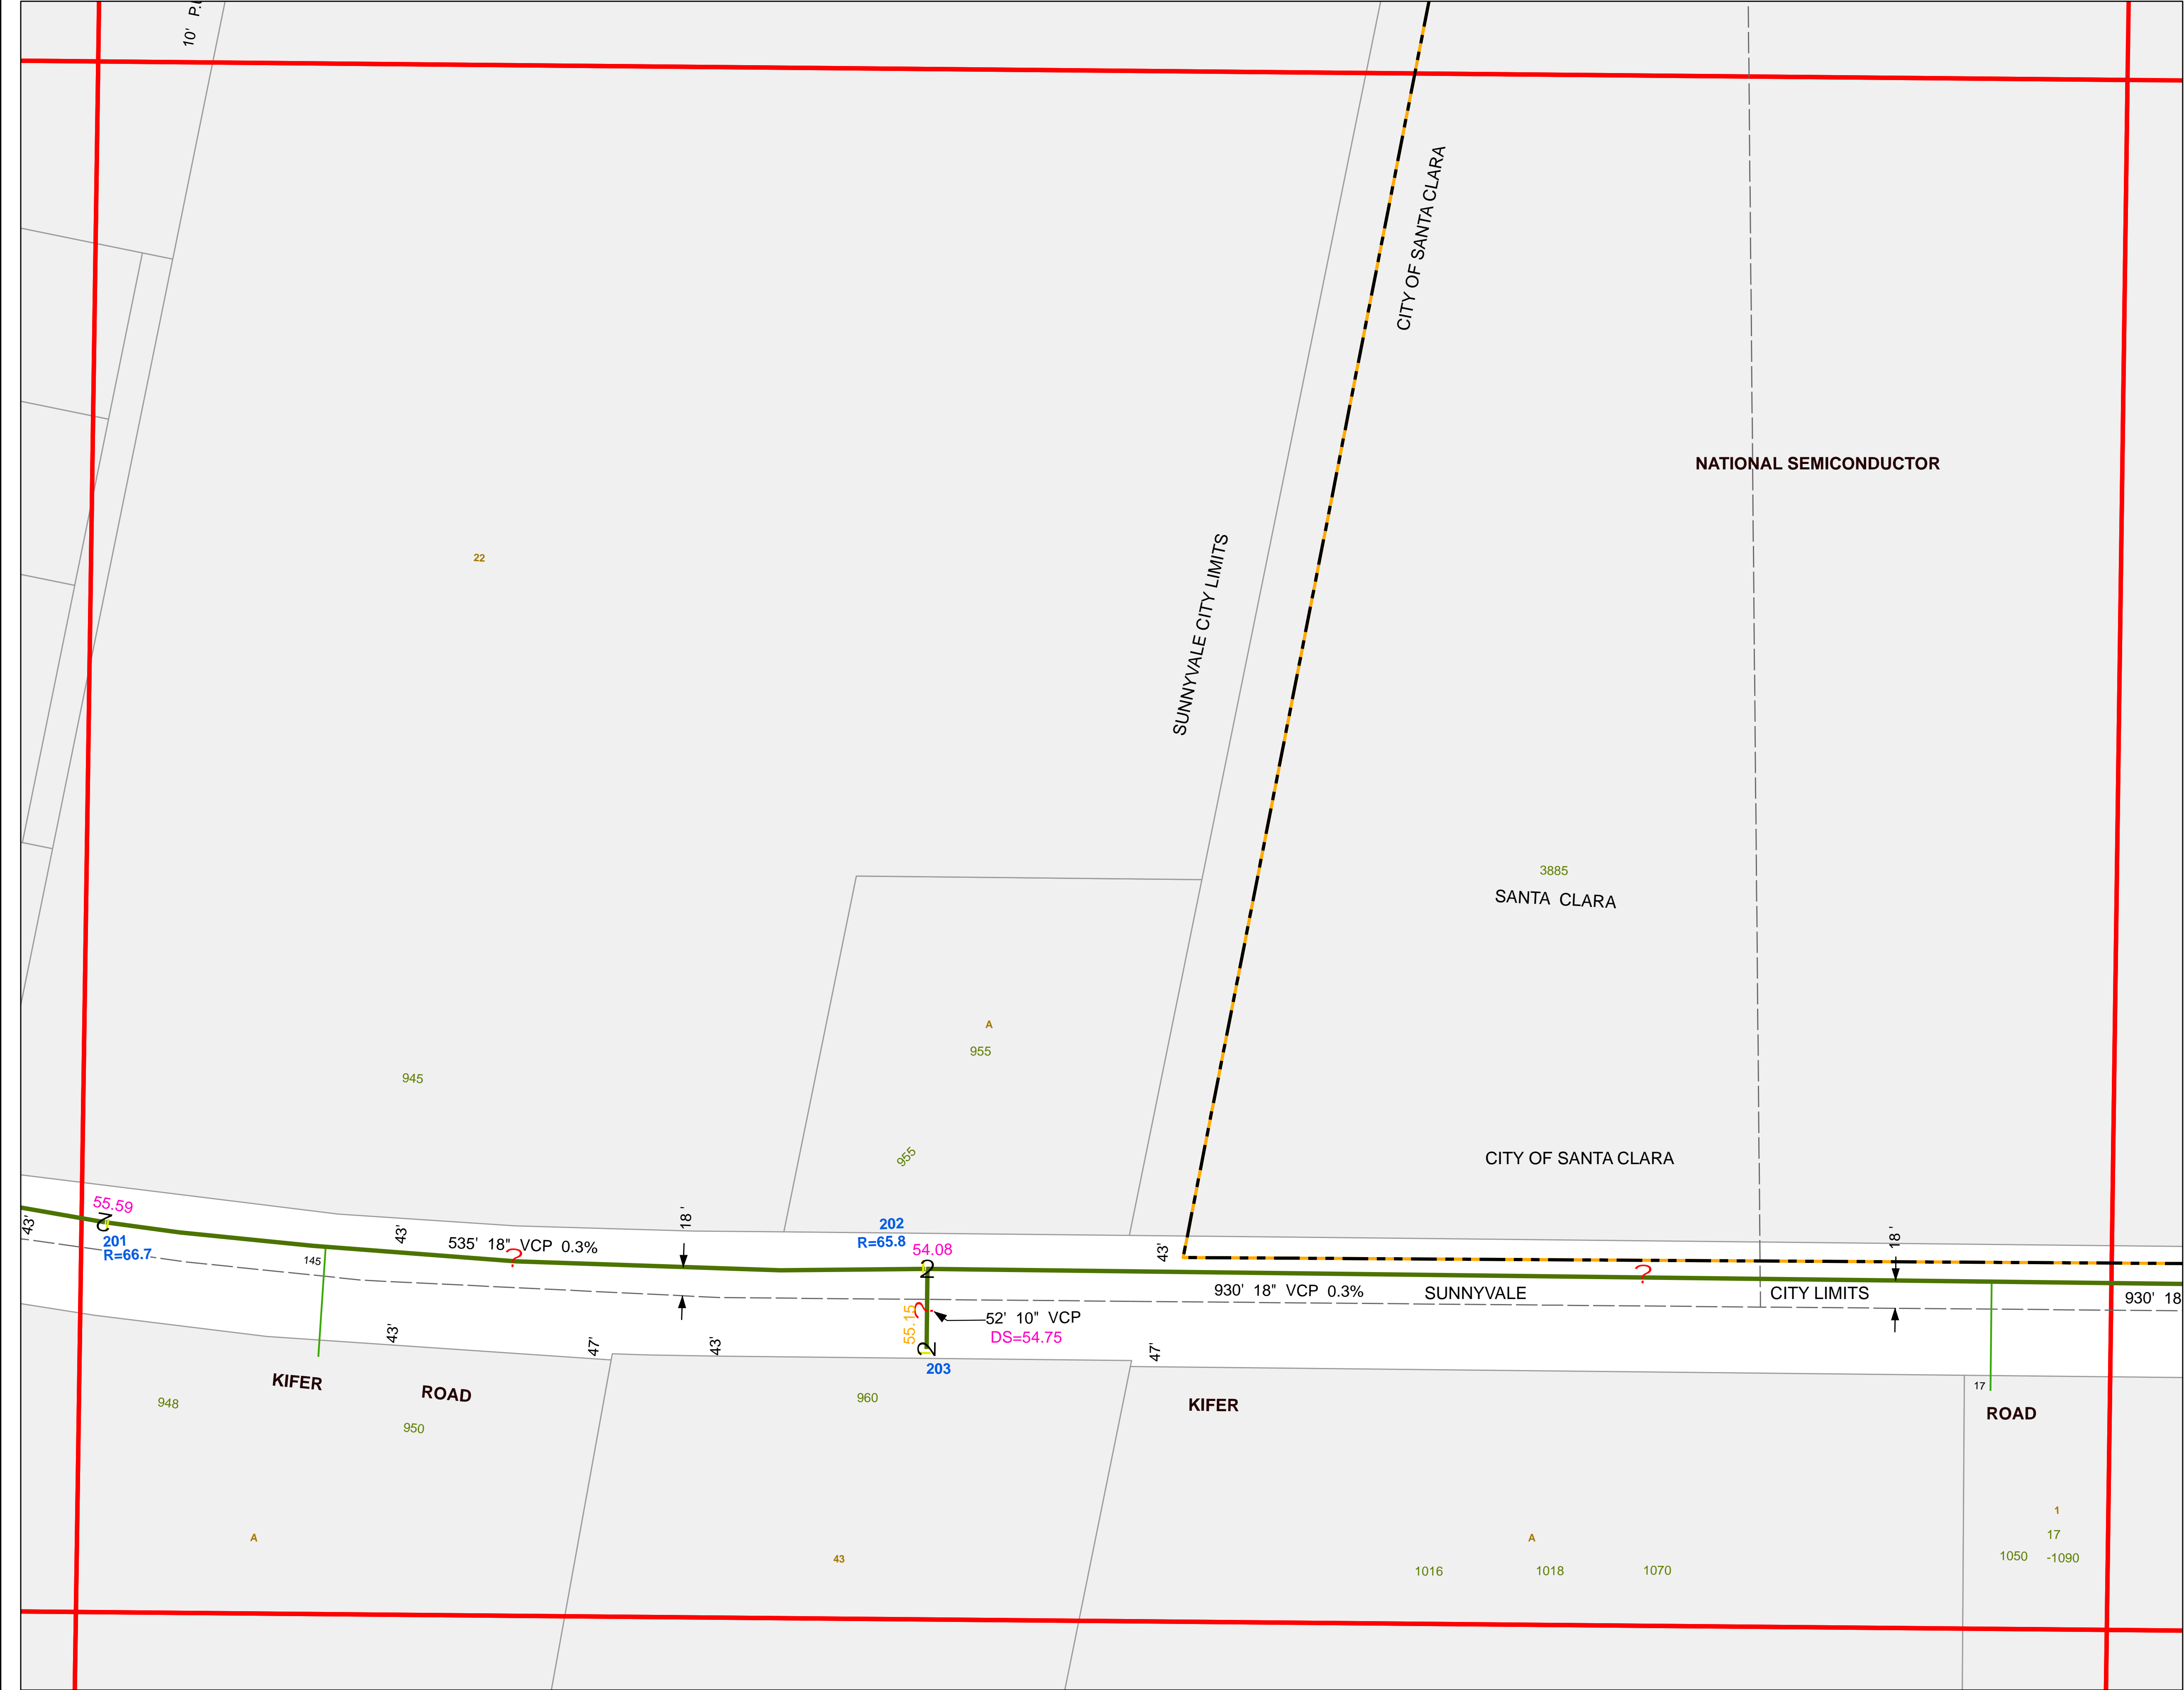 10'
CITY OF SANTA CLARA
NATIONAL SEMICONDUCTOR
22
SUNNYVALE CITY LIMITS
3885
SANTA CLARA
A
955
945
955
CITY OF SANTA CLARA
55.59
201
R=66.7
43'
145
43'
535' 18" VCP 0.3%
?
18'
202
R=65.8
54.08
2
43'
?
18'
930' 18" VCP 0.3%
SUNNYVALE
CITY LIMITS
930' 18
55.15
?
52' 10" VCP
DS=54.75
2
203
43'
47'
43'
47'
KIFER
ROAD
948
950
960
KIFER
17
ROAD
A
43
A
1016
1018
1070
1
17
1050
-1090